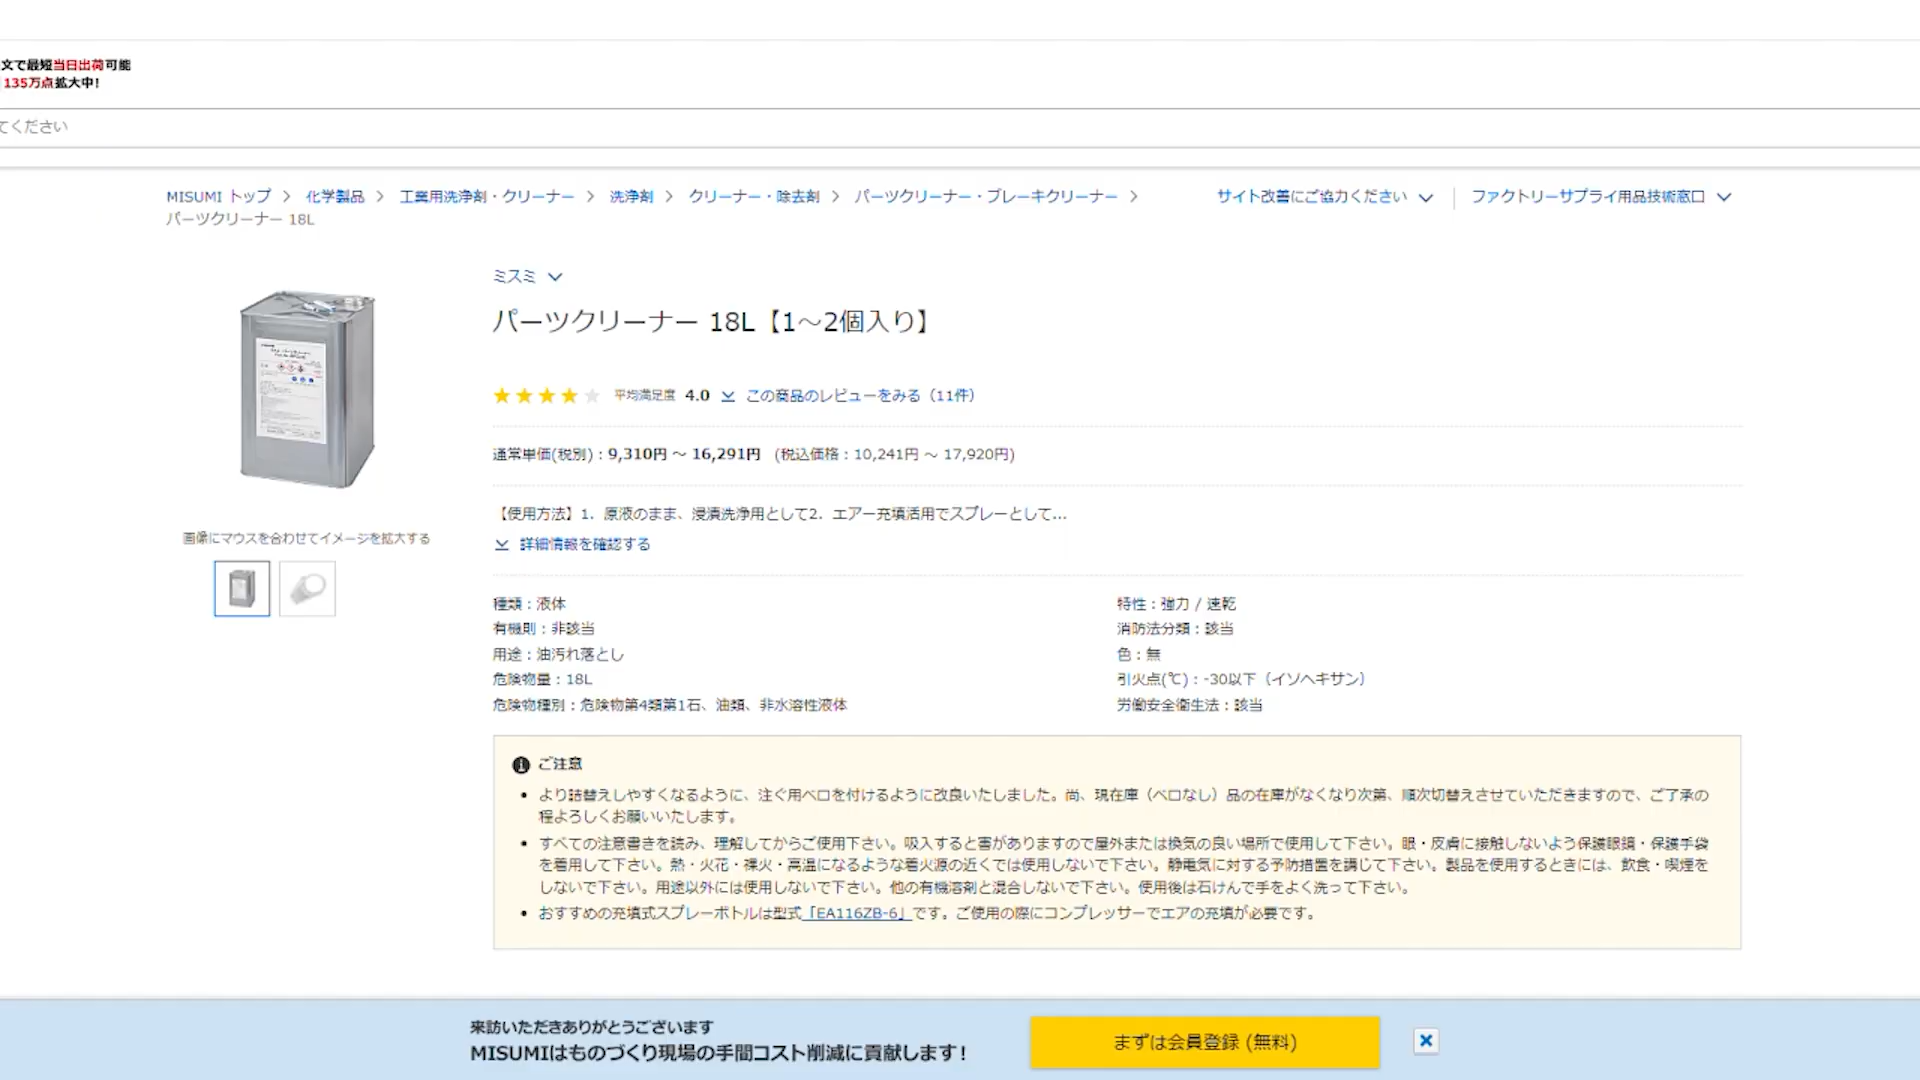 文で最短当日出荷可能
135万点拡大中!
てください
MISUMI トップ > 化学製品 > 工業用洗浄剤・クリーナー > 洗浄剤 > クリーナー・除去剤 > パーツクリーナー・ブレーキクリーナー >
パーツクリーナー 18L
サイト改善にご協力ください
ファクトリーサプライ用品技術窓口
ミスミ
パーツクリーナー 18L【1～2個入り】
平均満足度 4.0 この商品のレビューをみる（11件）
通常単価(税別) : 9,310円 ～ 16,291円 (税込価格 : 10,241円 ～ 17,920円)
【使用方法】1．原液のまま、浸漬洗浄用として2．エアー充填活用でスプレーとして...
詳細情報を確認する
画像にマウスを合わせてイメージを拡大する
種類 : 液体
有機則 : 非該当
用途 : 油汚れ落とし
危険物量 : 18L
危険物種別 : 危険物第4類第1石、油類、非水溶性液体
特性 : 強力 / 速乾
消防法分類 : 該当
色 : 無
引火点(℃) : -30以下（イソヘキサン）
労働安全衛生法 : 該当
ご注意
• より詰替えしやすくなるように、注ぐ用ベロを付けるように改良いたしました。尚、現在庫（ベロなし）品の在庫がなくなり次第、順次切替えさせていただきますので、ご了承の
程よろしくお願いいたします。
• すべての注意書きを読み、理解してからご使用下さい。吸入すると害がありますので屋外または換気の良い場所で使用して下さい。眼・皮膚に接触しないよう保護眼鏡・保護手袋
を着用して下さい。熱・火花・裸火・高温になるような着火源の近くでは使用しないで下さい。静電気に対する予防措置を講じて下さい。製品を使用するときには、飲食・喫煙を
しないで下さい。用途以外には使用しないで下さい。他の有機溶剤と混合しないで下さい。使用後は石けんで手をよく洗って下さい。
• おすすめの充填式スプレーボトルは型式「EA116ZB-6」です。ご使用の際にコンプレッサーでエアの充填が必要です。
来訪いただきありがとうございます
MISUMIはものづくり現場の手間コスト削減に貢献します！
まずは会員登録 (無料)